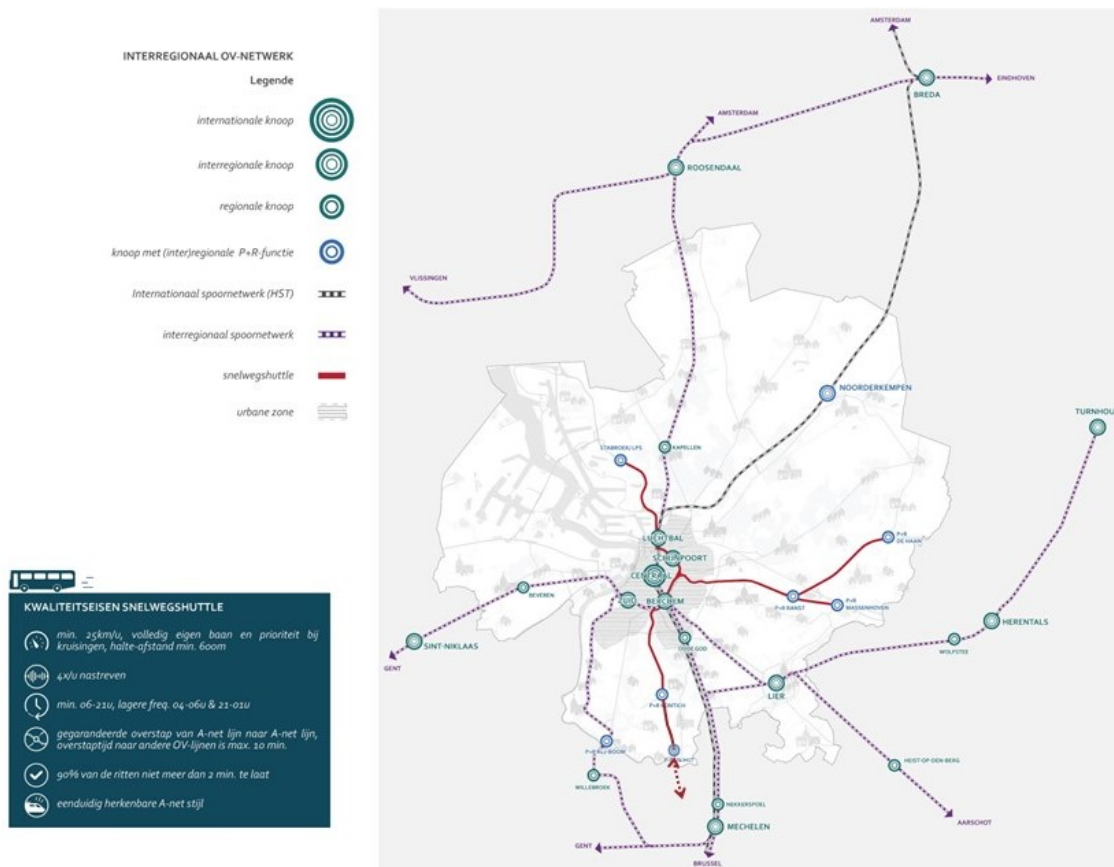 INTERREGIONAAL OV-NETWERK
Legende
internationale knoop
interregionale knoop
regionale knoop
knoop met (inter)regionale P+R-functie
Internationaal spoornetwerk (HST)
interregionaal spoornetwerk
snelwegshuttle
urbane zone
KWALITEITSEISEN SNELWEGSHUTTLE
min. 25km/u, volledig eigen baan en prioriteit bij
kruisingen, halte-afstand min. 600m
4x/u nastreven
min. 06-21u, lagere freq. 04-06u & 21-01u
gegarandeerde overstap van A-net lijn naar A-net lijn,
overstaptijd naar andere OV-lijnen is max. 10 min.
90% van de ritten niet meer dan 2 min. te laat
eenduidig herkenbare A-net stijl
AMSTERDAM
EINDHOVEN
BREDA
AMSTERDAM
ROOSENDAAL
VLISSINGEN
NOORDERKEMPEN
TURNHOU
STABROEK/LPS
KAPELLEN
LUCHTBAL
SCHIJNPOORT
CENTRAAL
P+R
DE HAAN
BEVEREN
ZUID
BERCHEM
P+R RANST
P+R
MASSENHOVEN
HERENTALS
SINT-NIKLAAS
OUDE GOD
WOLFSTEE
GENT
LIER
P+R KONTICH
HEIST-OP-DEN-BERG
WILLEBROEK
NEKKERSPOEL
AARSCHOT
MECHELEN
GENT
BRUSSEL